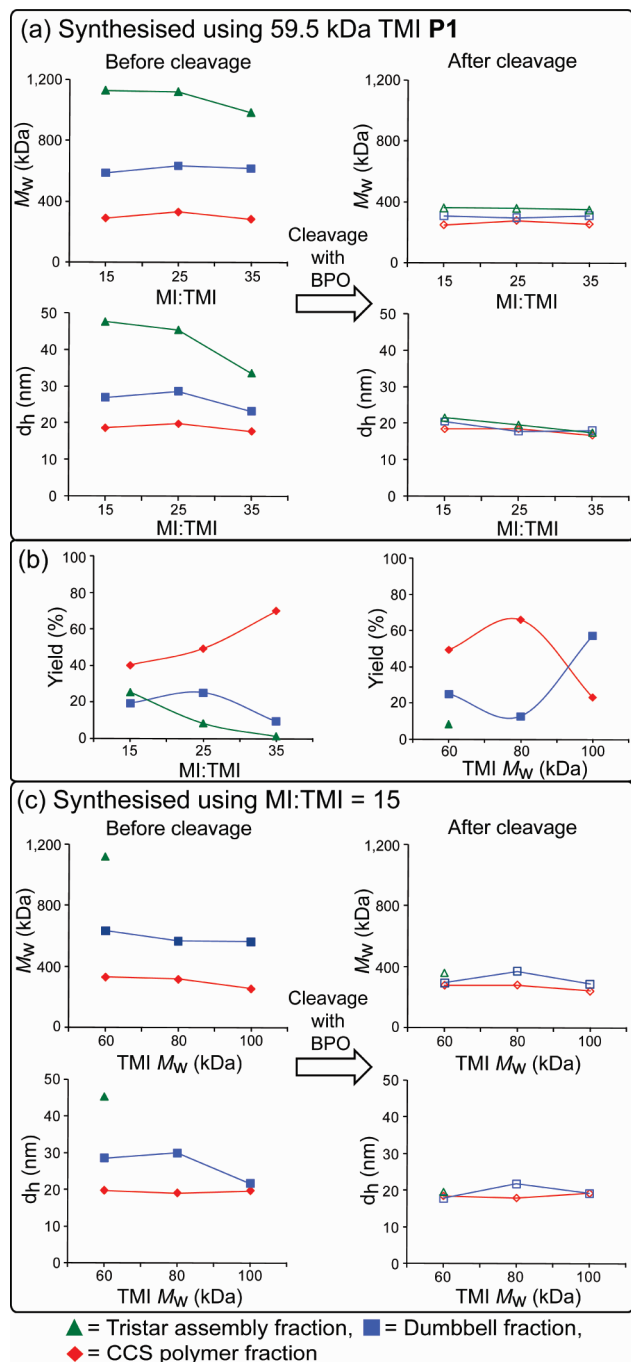 (a) Synthesised using 59.5 kDa TMI P1
Before cleavage
After cleavage
1,200
800
400
0
Mw (kDa)
15 25 35
MI:TMI
1,200
800
400
0
Mw (kDa)
15 25 35
MI:TMI
Cleavage
with
BPO
50
40
30
20
10
0
dh (nm)
15 25 35
MI:TMI
50
40
30
20
10
0
dh (nm)
15 25 35
MI:TMI
(b)
100
80
60
40
20
0
Yield (%)
15 25 35
MI:TMI
100
80
60
40
20
0
Yield (%)
60 80 100
TMI Mw (kDa)
(c) Synthesised using MI:TMI = 15
Before cleavage
After cleavage
1,200
800
400
0
Mw (kDa)
60 80 100
TMI Mw (kDa)
1,200
800
400
0
Mw (kDa)
60 80 100
TMI Mw (kDa)
Cleavage
with
BPO
50
40
30
20
10
0
dh (nm)
60 80 100
TMI Mw (kDa)
50
40
30
20
10
0
dh (nm)
60 80 100
TMI Mw (kDa)
= Tristar assembly fraction, = Dumbbell fraction,
= CCS polymer fraction